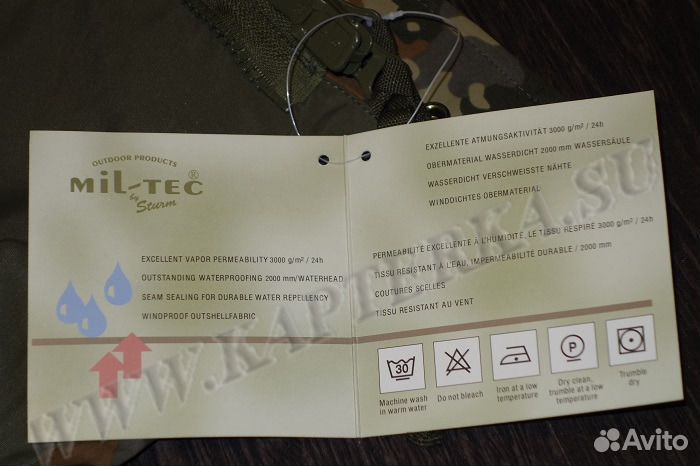 OUTDOOR PRODUCTS
MiL-TEC®
by Sturm
EXCELLENT VAPOR PERMEABILITY 3000 g/m² / 24h
OUTSTANDING WATERPROOFING 2000 mm/WATERHEAD
SEAM SEALING FOR DURABLE WATER REPELLENCY
WINDPROOF OUTSHELLFABRIC
EXZELLENTE ATMUNGSAKTIVITÄT 3000 g/m² / 24h
OBERMATERIAL WASSERDICHT 2000 mm WASSERSÄULE
WASSERDICHT VERSCHWEISSTE NÄHTE
WINDDICHTES OBERMATERIAL
PERMEABILITÉ EXCELLENTE À L'HUMIDITÉ, LE TISSU RESPIRE 3000 g/m² / 24h
TISSU RESISTANT À L'EAU, IMPERMEABILITÉ DURABLE / 2000 mm
COUTURES SCELLES
TISSU RESISTANT AU VENT
30
P
Machine wash
in warm water
Do not bleach
Iron at a low
temperature
Dry clean,
trumble at a low
temperature
Trumble
dry
WWW.KAPTERKA.SU
Avito